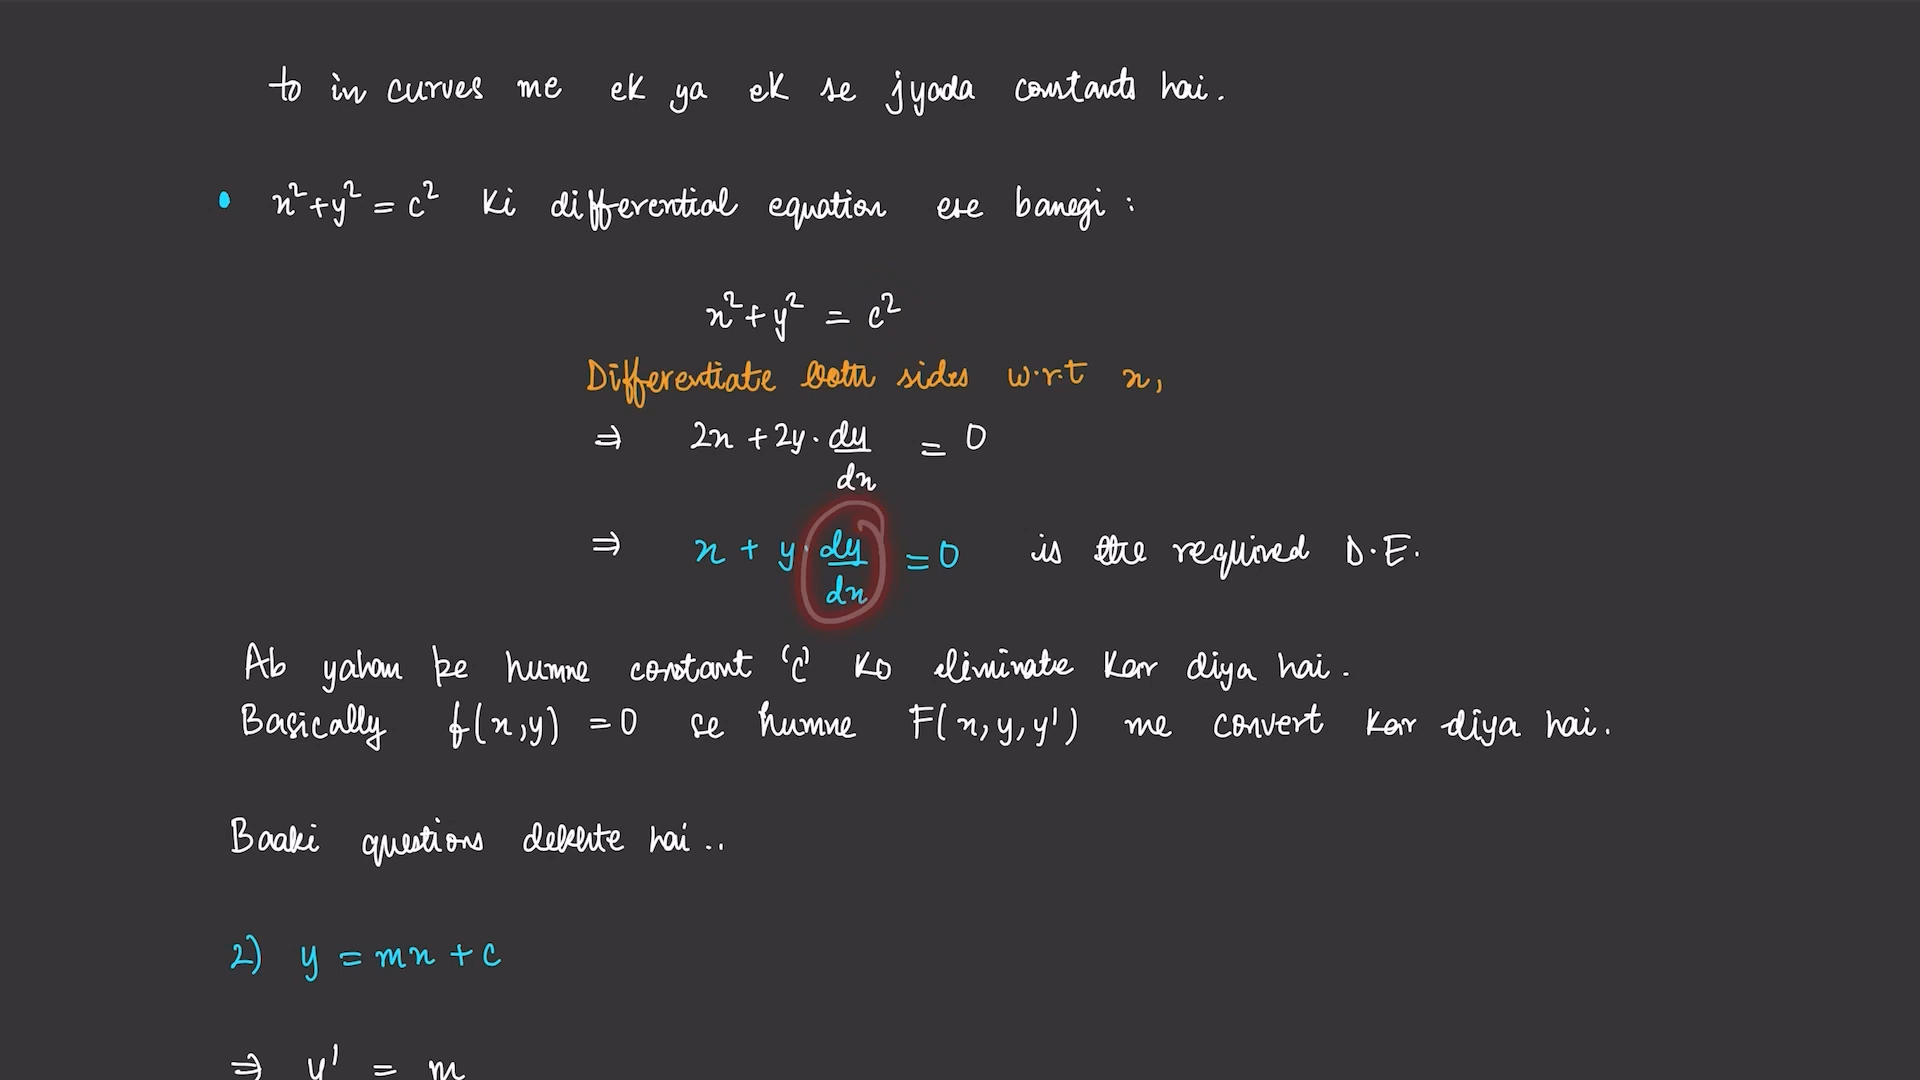 to in curves me ek ya ek se jyada constants hai.
• x² + y² = c² ki differential equation ese banegi :
x² + y² = c²
Differentiate both sides w.r.t x,
⇒ 2x + 2y · dy/dx = 0
⇒ x + y · dy/dx = 0 is the required D.E.
Ab yahan pe humne constant 'c' ko eliminate kar diya hai.
Basically f(x,y) = 0 se humne F(x, y, y') me convert kar diya hai.
Baaki questions dekhte hai..
2) y = mx + c
⇒ y' = m